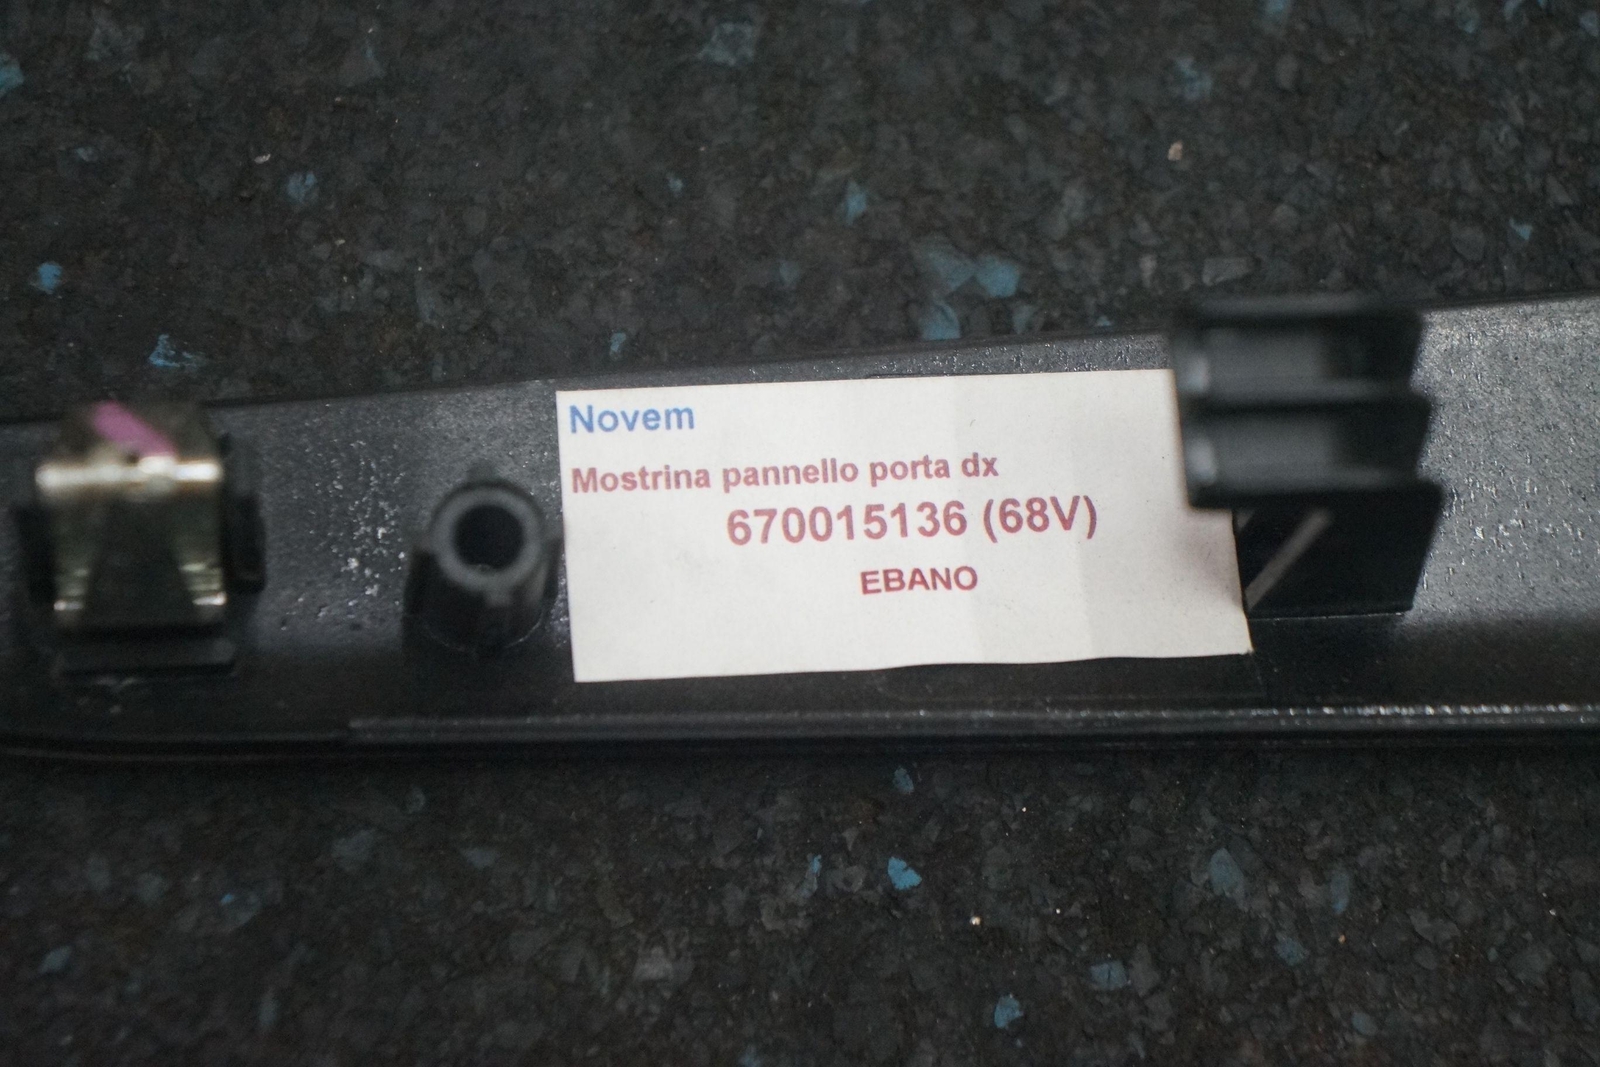 Novem
Mostrina pannello porta dx
670015136 (68V)
EBANO